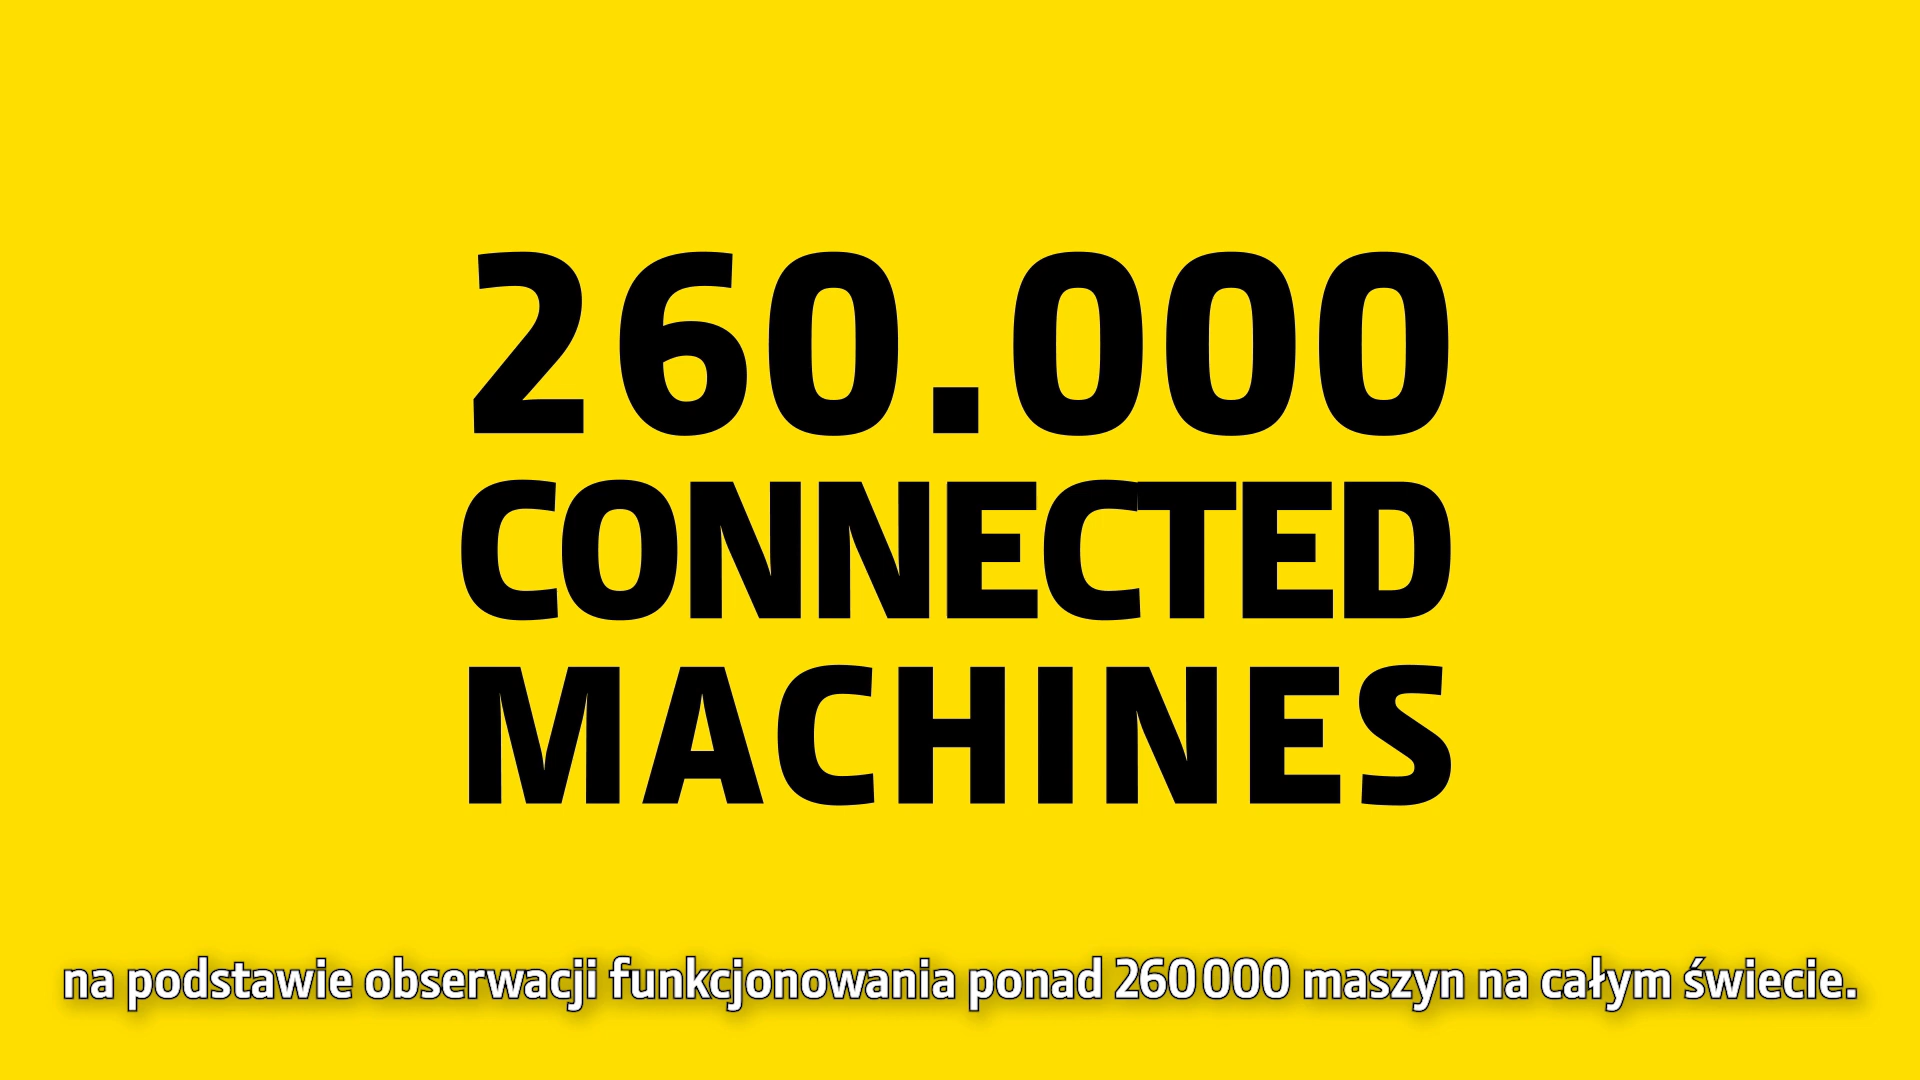 260.000
CONNECTED
MACHINES
na podstawie obserwacji funkcjonowania ponad 260 000 maszyn na całym świecie.